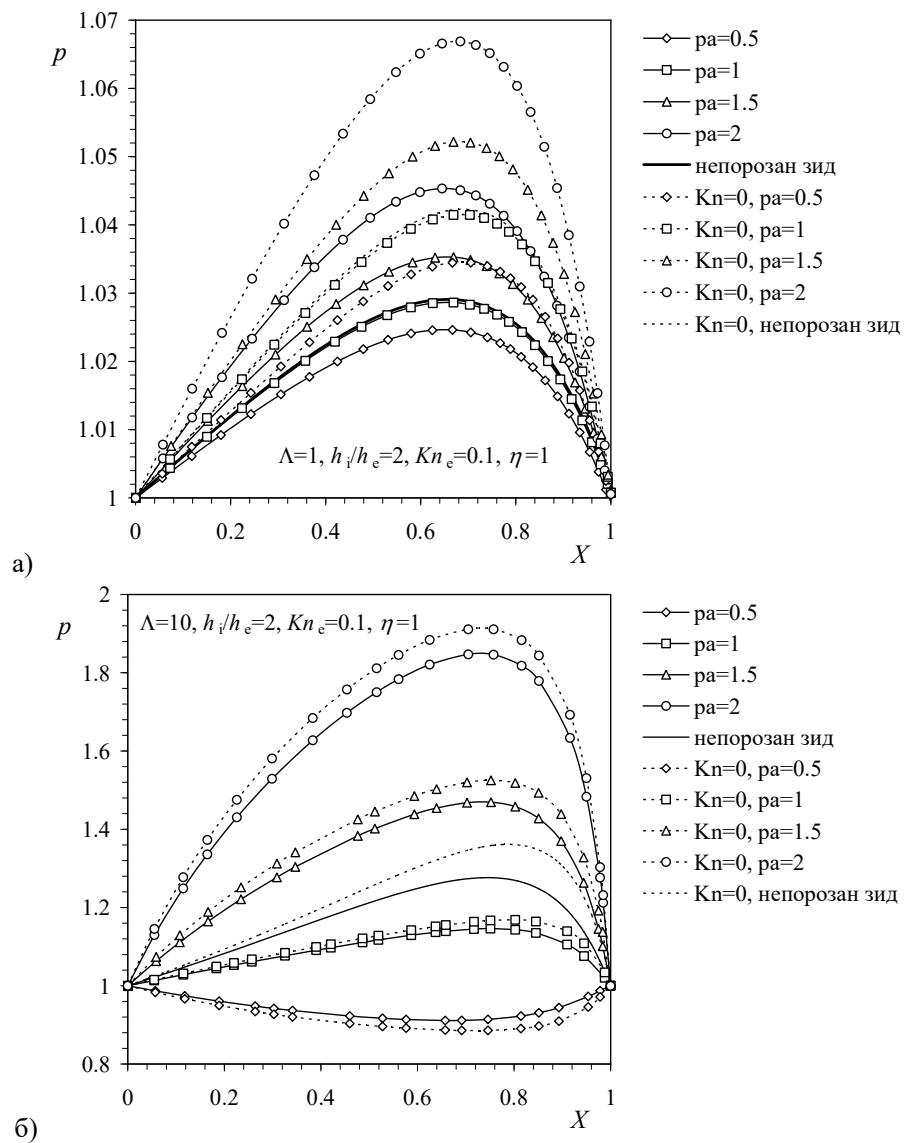 1.07
p
1.06
1.05
1.04
1.03
1.02
1.01
1
Λ=1, h i/h e=2, Kn e=0.1, η=1
0 0.2 0.4 0.6 0.8 1
X
pa=0.5
pa=1
pa=1.5
pa=2
непорозан зид
Kn=0, pa=0.5
Kn=0, pa=1
Kn=0, pa=1.5
Kn=0, pa=2
Kn=0, непорозан зид
а)
2
p
1.8
1.6
1.4
1.2
1
0.8
Λ=10, h i/h e=2, Kn e=0.1, η=1
0 0.2 0.4 0.6 0.8 1
X
pa=0.5
pa=1
pa=1.5
pa=2
непорозан зид
Kn=0, pa=0.5
Kn=0, pa=1
Kn=0, pa=1.5
Kn=0, pa=2
Kn=0, непорозан зид
б)